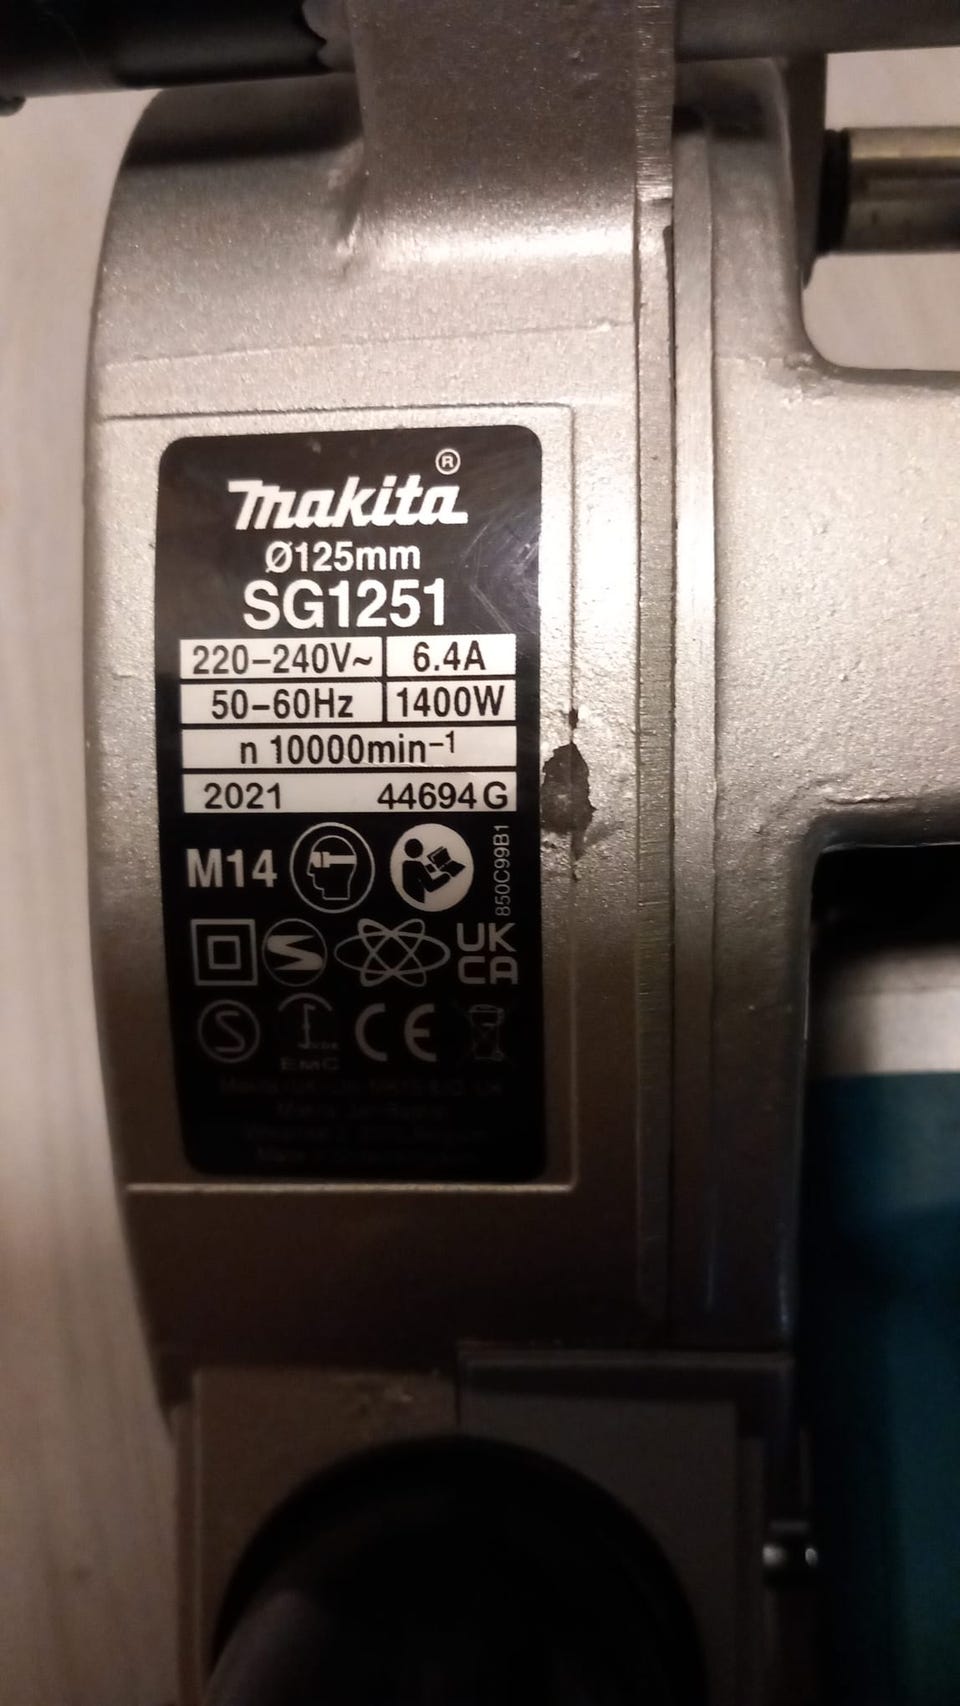 makita®
Ø125mm
SG1251
220-240V~ 6.4A
50-60Hz 1400W
n 10000min-1
2021 44694G
M14
850C99B1
UK
CA
S
EMC
CE